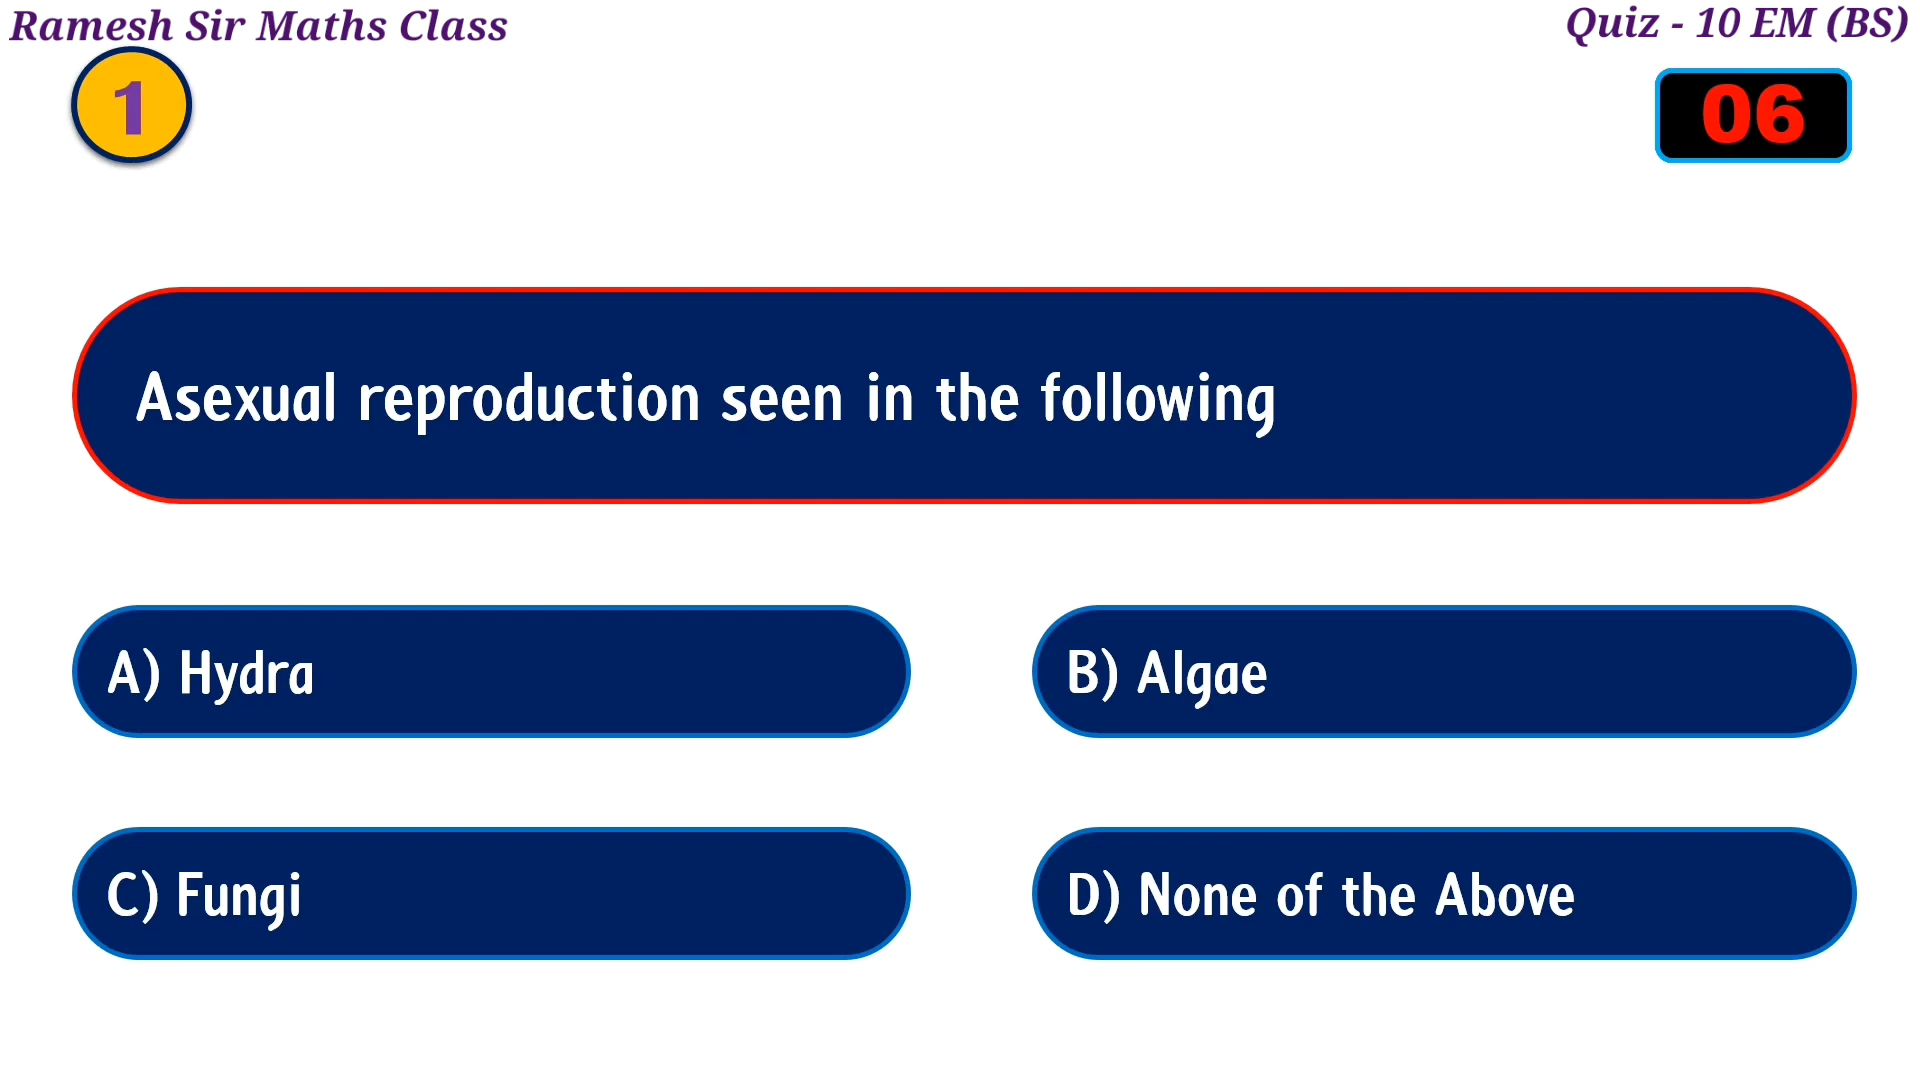 Ramesh Sir Maths Class
Quiz - 10 EM (BS)
1
06
Asexual reproduction seen in the following
A) Hydra
B) Algae
C) Fungi
D) None of the Above